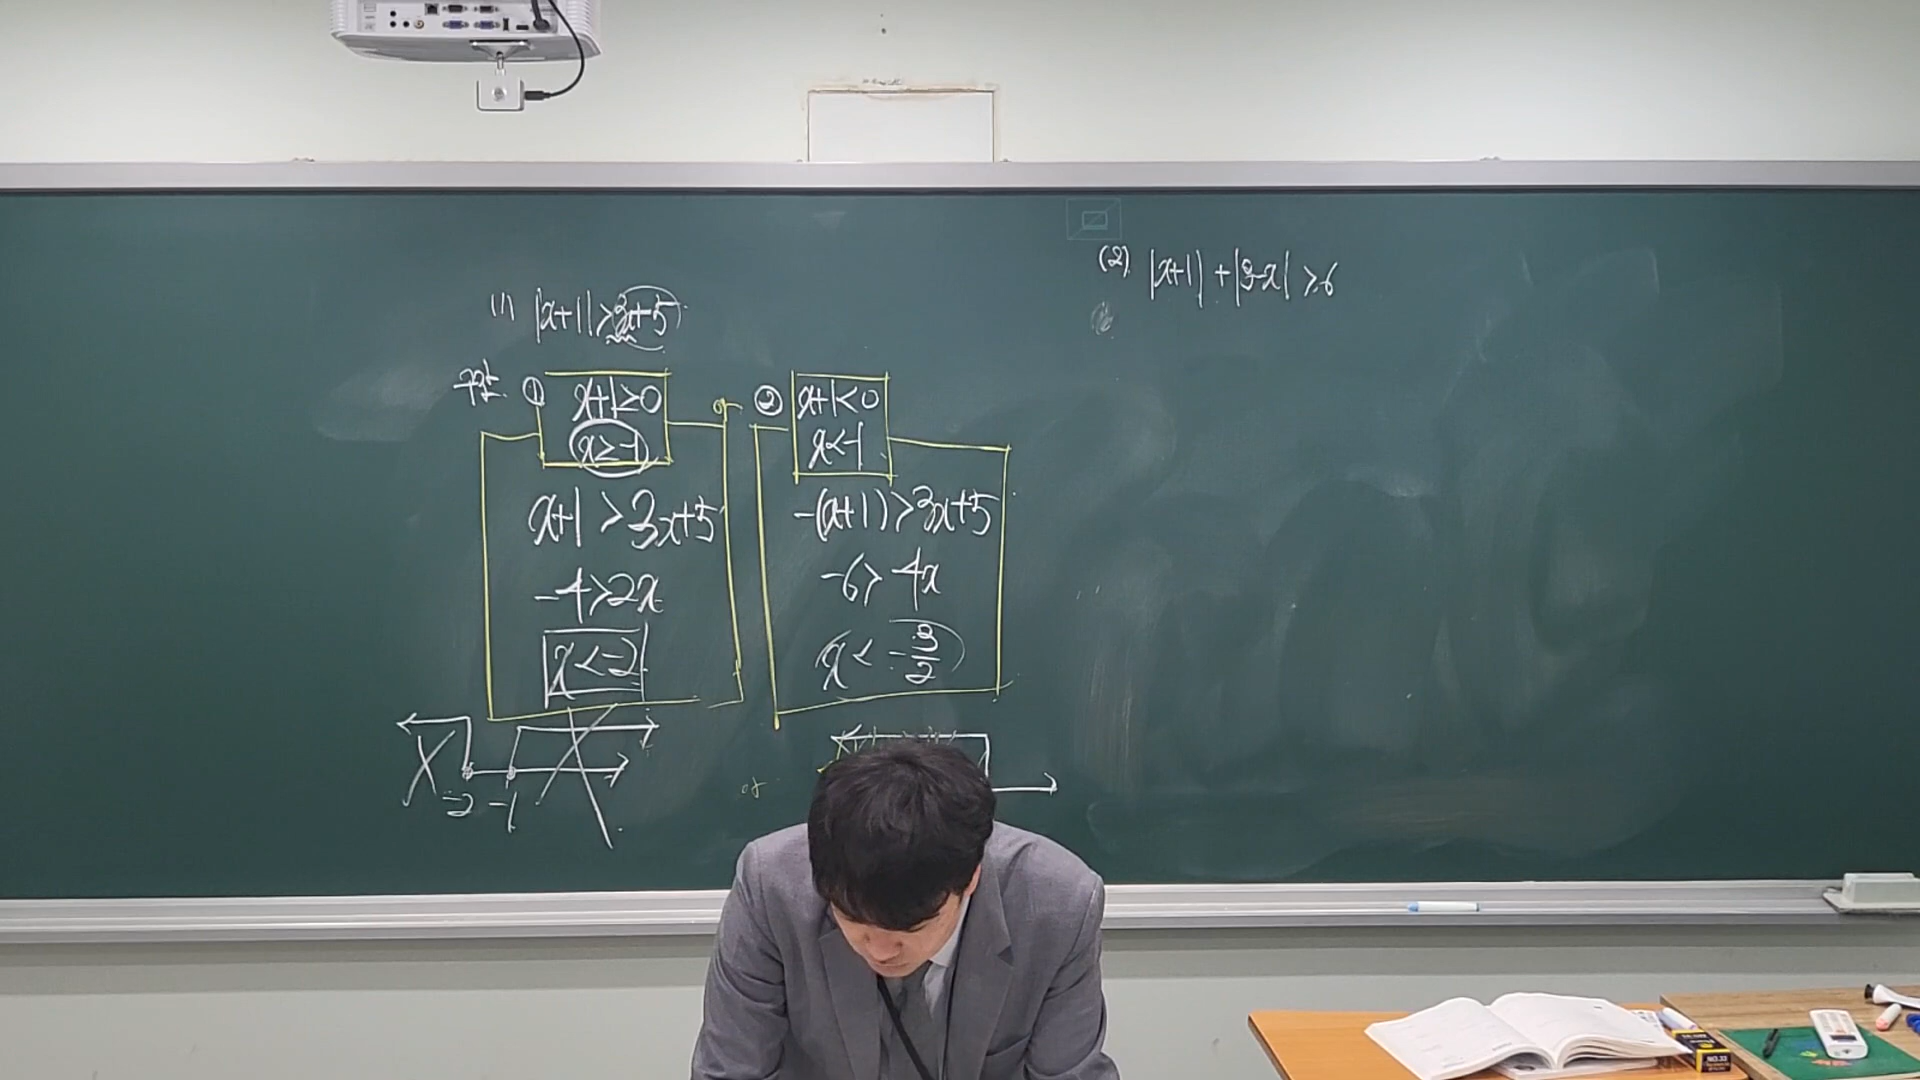 (1) |x+1|>3x+5
① x+1≥0
x≥-1
x+1>3x+5
-4>2x
x<-2
-2 -1
or
② x+1<0
x<-1
-(x+1)>3x+5
-6>4x
x<-3/2
or
(2) |x+1|+|3-x|≥6